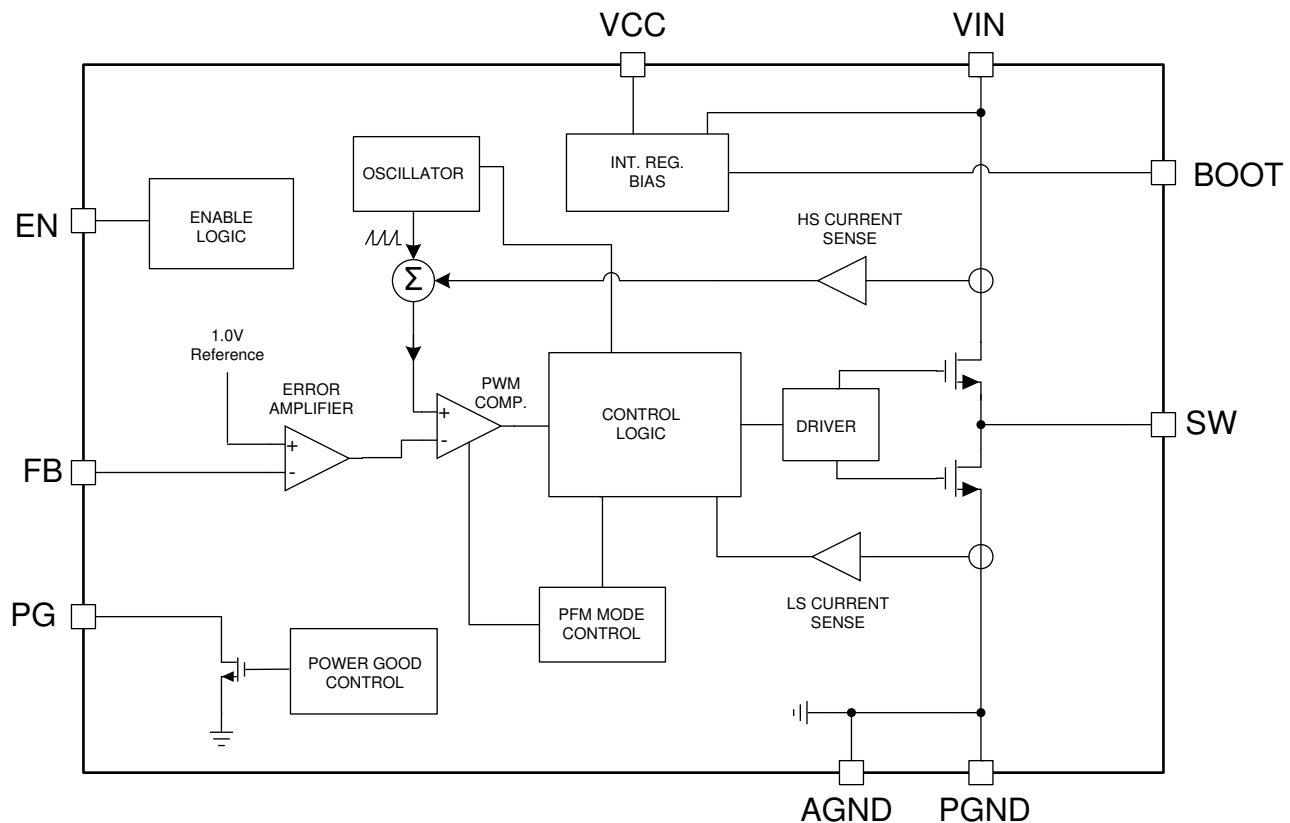 VCC
VIN
OSCILLATOR
INT. REG.
BIAS
BOOT
EN
ENABLE
LOGIC
HS CURRENT
SENSE
Σ
1.0V
Reference
ERROR
AMPLIFIER
PWM
COMP.
+
-
+
-
CONTROL
LOGIC
DRIVER
SW
FB
PG
PFM MODE
CONTROL
LS CURRENT
SENSE
POWER GOOD
CONTROL
AGND
PGND